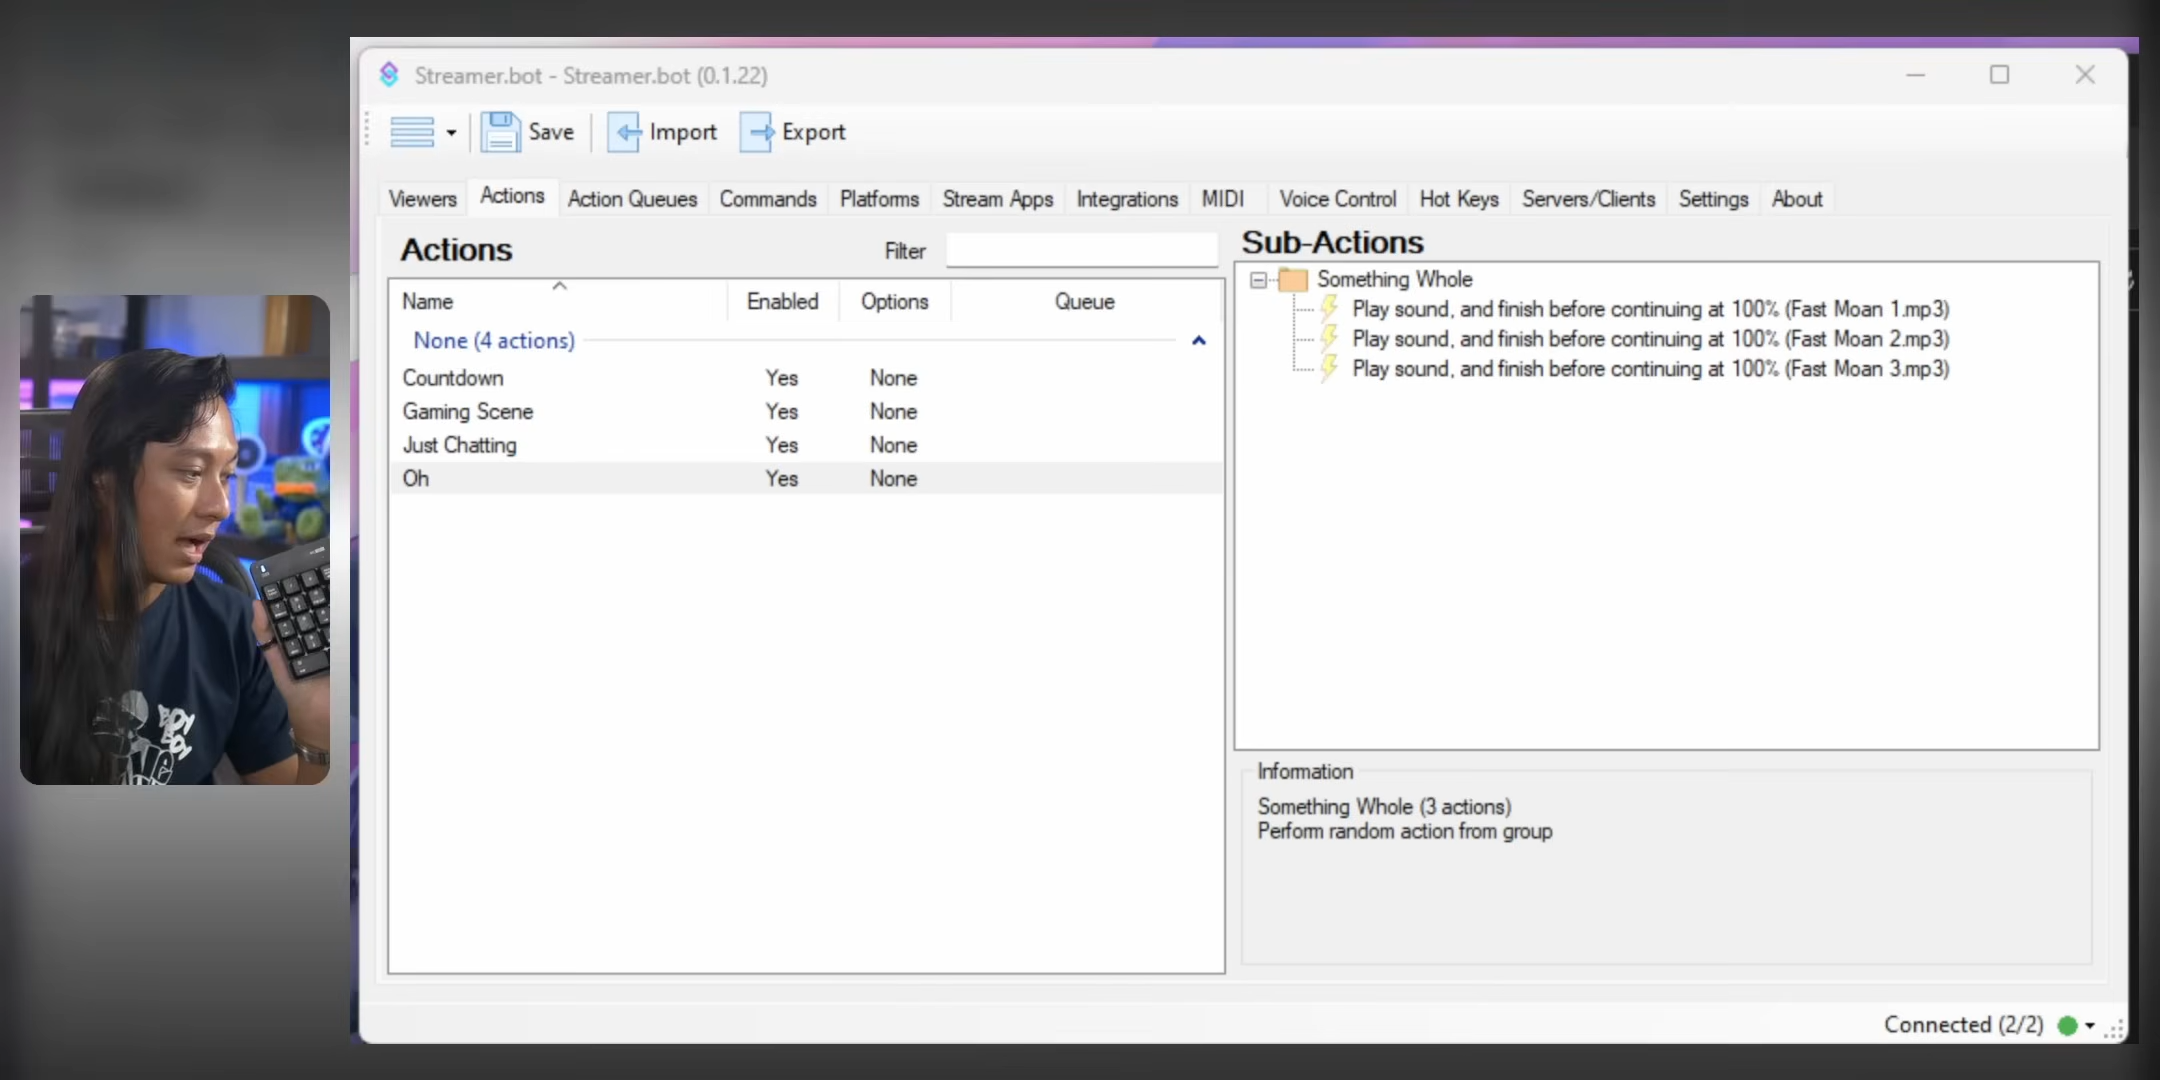 Streamer.bot - Streamer.bot (0.1.22)
Save
Import
Export
Viewers
Actions
Action Queues
Commands
Platforms
Stream Apps
Integrations
MIDI
Voice Control
Hot Keys
Servers/Clients
Settings
About
Actions
Filter
Name
Enabled
Options
Queue
None (4 actions)
Countdown Yes None
Gaming Scene Yes None
Just Chatting Yes None
Oh Yes None
Sub-Actions
Something Whole
Play sound, and finish before continuing at 100% (Fast Moan 1.mp3)
Play sound, and finish before continuing at 100% (Fast Moan 2.mp3)
Play sound, and finish before continuing at 100% (Fast Moan 3.mp3)
Information
Something Whole (3 actions)
Perform random action from group
Connected (2/2)